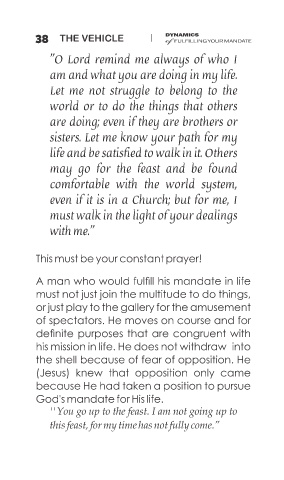 38 THE VEHICLE | DYNAMICS
of FULFILLING YOUR MANDATE
"O Lord remind me always of who I
am and what you are doing in my life.
Let me not struggle to belong to the
world or to do the things that others
are doing; even if they are brothers or
sisters. Let me know your path for my
life and be satisfied to walk in it. Others
may go for the feast and be found
comfortable with the world system,
even if it is in a Church; but for me, I
must walk in the light of your dealings
with me."
This must be your constant prayer!
A man who would fulfill his mandate in life
must not just join the multitude to do things,
or just play to the gallery for the amusement
of spectators. He moves on course and for
definite purposes that are congruent with
his mission in life. He does not withdraw into
the shell because of fear of opposition. He
(Jesus) knew that opposition only came
because He had taken a position to pursue
God's mandate for His life.
''You go up to the feast. I am not going up to
this feast, for my time has not fully come."